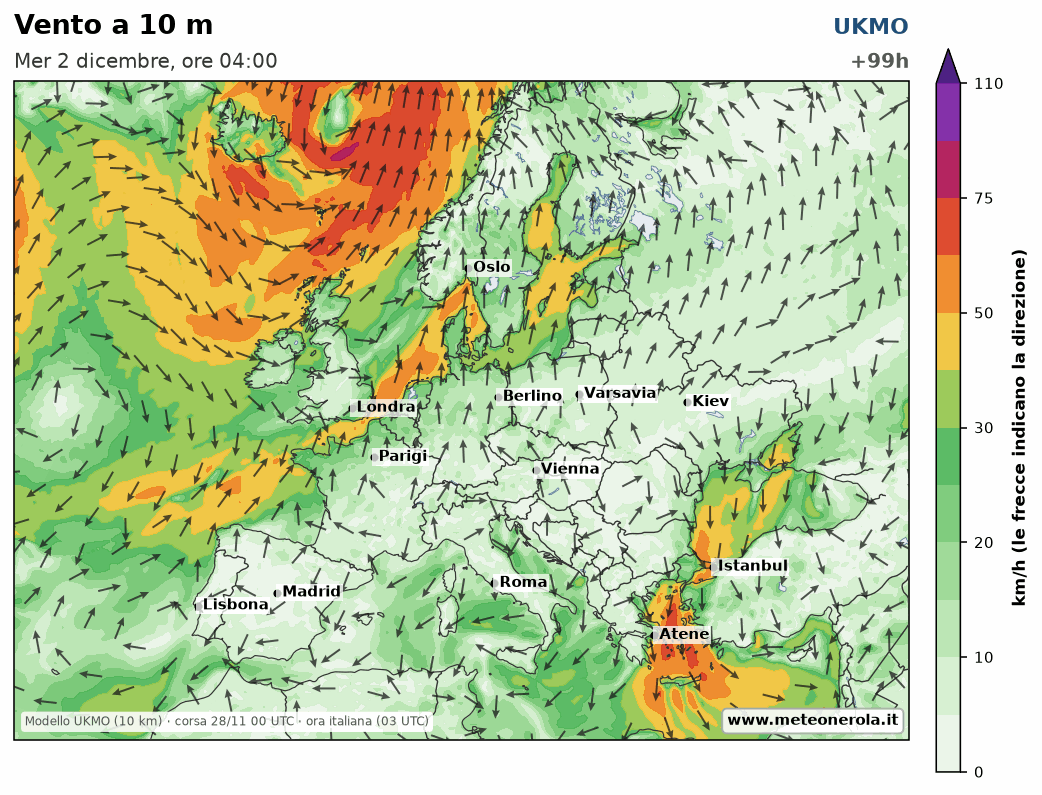 Vento a 10 m
UKMO
Mer 2 dicembre, ore 04:00
+99h
110
75
50
30
20
10
0
km/h (le frecce indicano la direzione)
Oslo
Londra
Berlino
Varsavia
Kiev
Parigi
Vienna
Istanbul
Roma
Madrid
Lisbona
Atene
Modello UKMO (10 km) · corsa 28/11 00 UTC · ora italiana (03 UTC)
www.meteonerola.it